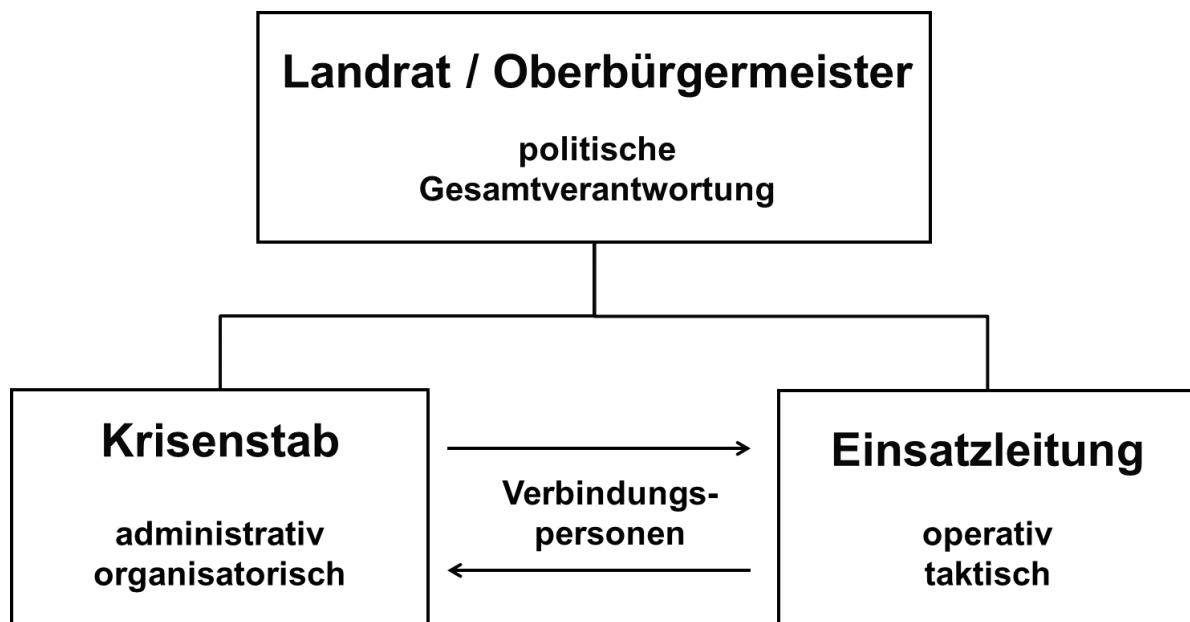 Landrat / Oberbürgermeister
politische
Gesamtverantwortung
Krisenstab
administrativ
organisatorisch
Verbindungs-
personen
Einsatzleitung
operativ
taktisch